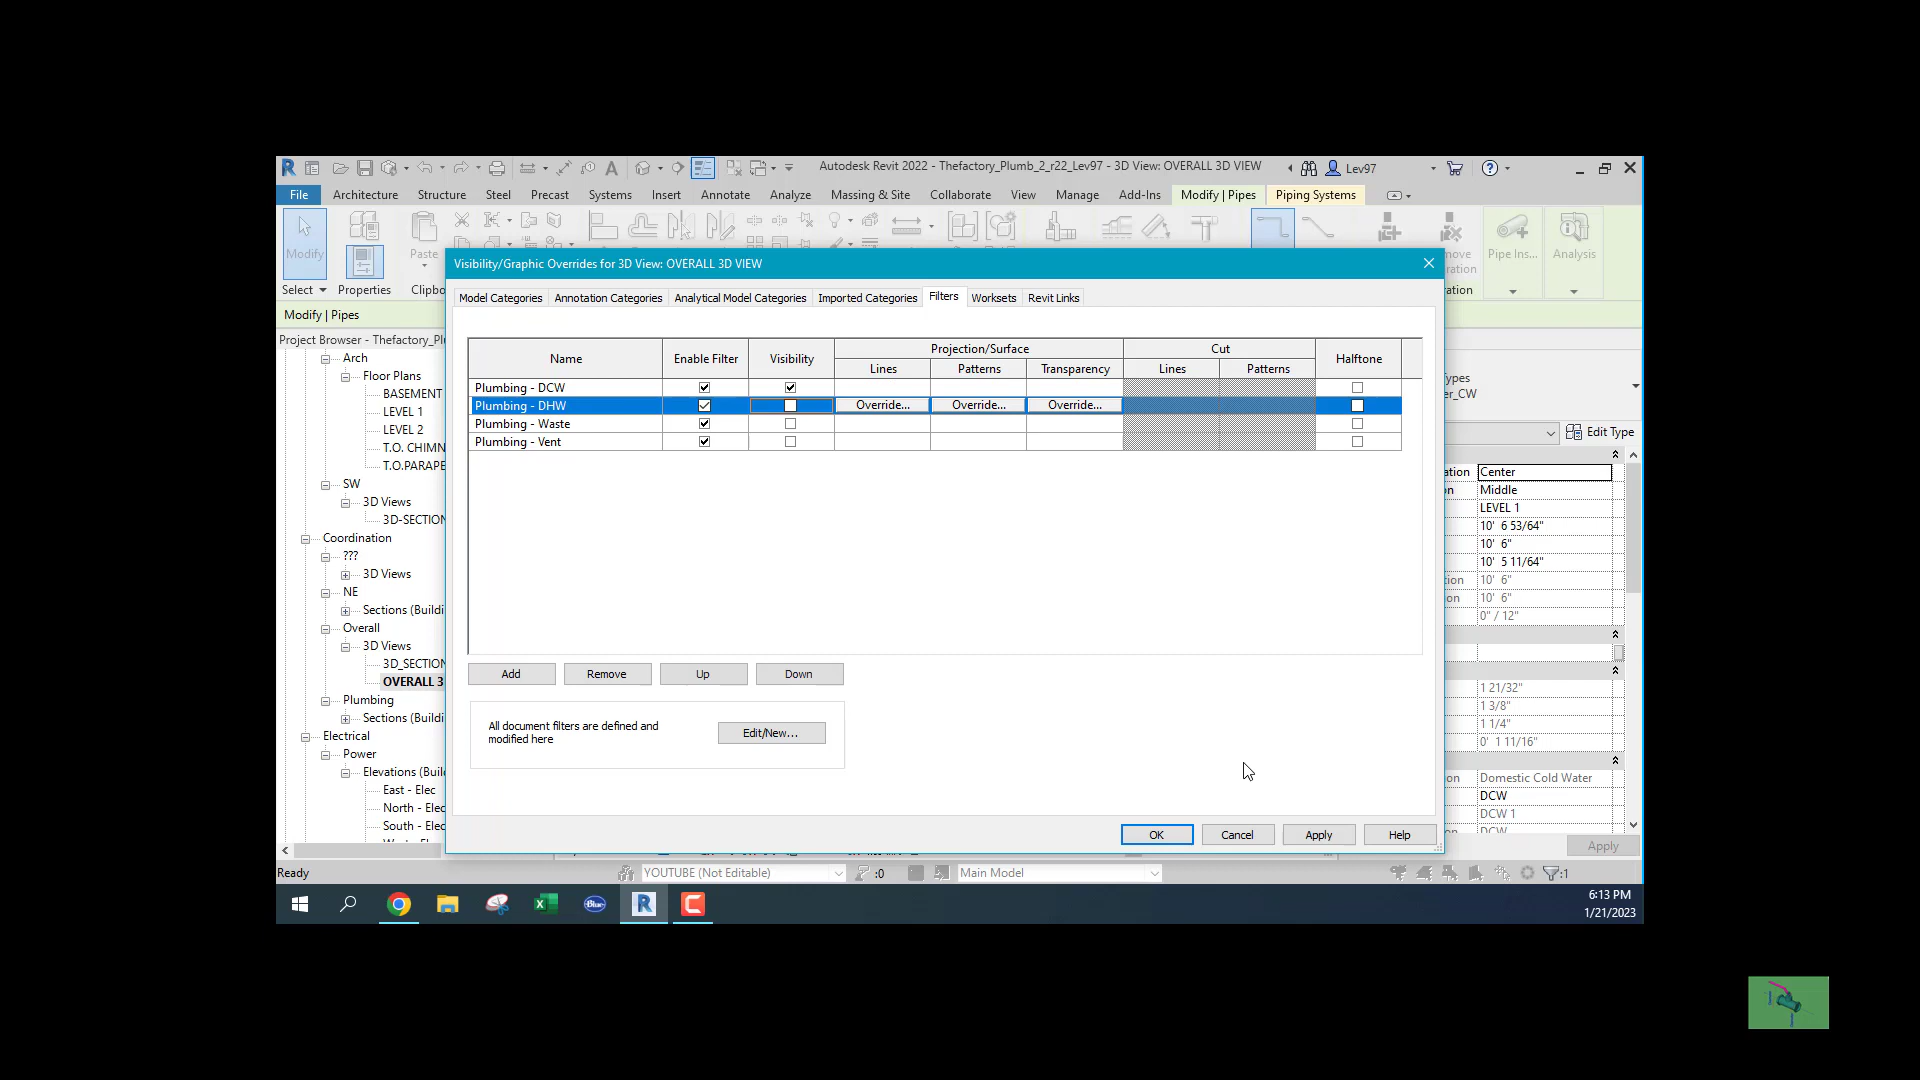 Autodesk Revit 2022 - Thefactory_Plumb_2_r22_Lev97 - 3D View: OVERALL 3D VIEW
Lev97
File Architecture Structure Steel Precast Systems Insert Annotate Analyze Massing & Site Collaborate View Manage Add-Ins Modify | Pipes Piping Systems
Modify
Paste
Pipe Ins...
Analysis
Select
Properties
Modify | Pipes
Visibility/Graphic Overrides for 3D View: OVERALL 3D VIEW
Model Categories Annotation Categories Analytical Model Categories Imported Categories Filters Worksets Revit Links
Name Enable Filter Visibility Projection/Surface Cut Halftone
Lines Patterns Transparency Lines Patterns
Plumbing - DCW
Plumbing - DHW Override... Override... Override...
Plumbing - Waste
Plumbing - Vent
Add Remove Up Down
All document filters are defined and
modified here
Edit/New...
OK Cancel Apply Help
Project Browser - Thefactory_Pl
Arch
Floor Plans
BASEMENT
LEVEL 1
LEVEL 2
T.O. CHIMN
T.O.PARAPE
SW
3D Views
3D-SECTION
Coordination
???
3D Views
NE
Sections (Buildi
Overall
3D Views
3D_SECTION
OVERALL 3
Plumbing
Sections (Buildi
Electrical
Power
Elevations (Buil
East - Elec
North - Elec
South - Elec
ypes
er_CW
Edit Type
Center
Middle
LEVEL 1
10' 6 53/64"
10' 6"
10' 5 11/64"
10' 6"
10' 6"
0" / 12"
1 21/32"
1 3/8"
1 1/4"
0' 1 11/16"
Domestic Cold Water
DCW
DCW 1
DCW
Apply
Ready
YOUTUBE (Not Editable)
:0
Main Model
:1
6:13 PM
1/21/2023